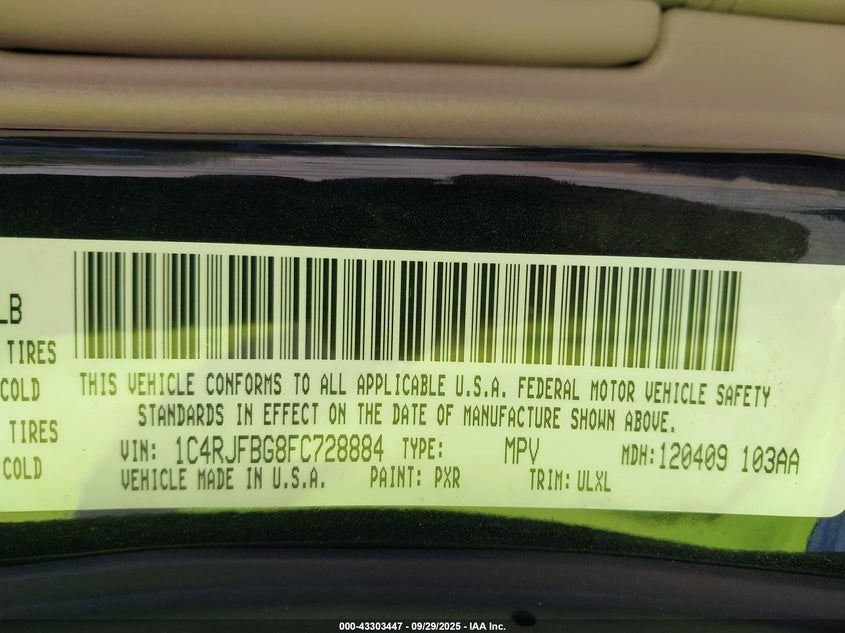 LB
TIRES
COLD
TIRES
COLD
THIS VEHICLE CONFORMS TO ALL APPLICABLE U.S.A. FEDERAL MOTOR VEHICLE SAFETY
STANDARDS IN EFFECT ON THE DATE OF MANUFACTURE SHOWN ABOVE.
VIN: 1C4RJFBG8FC728884 TYPE: MPV MDH:120409 103AA
VEHICLE MADE IN U.S.A. PAINT: PXR TRIM: ULXL
000-43303447 - 09/29/2025 - IAA Inc.